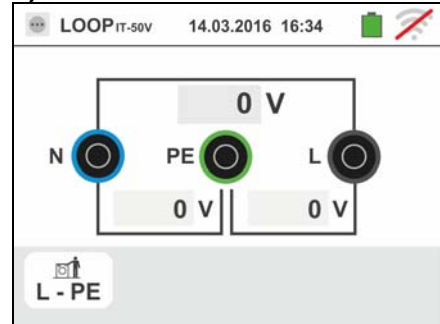 LOOP IT-50V 14.03.2016 16:34
0 V
N PE L
0 V 0 V
L - PE